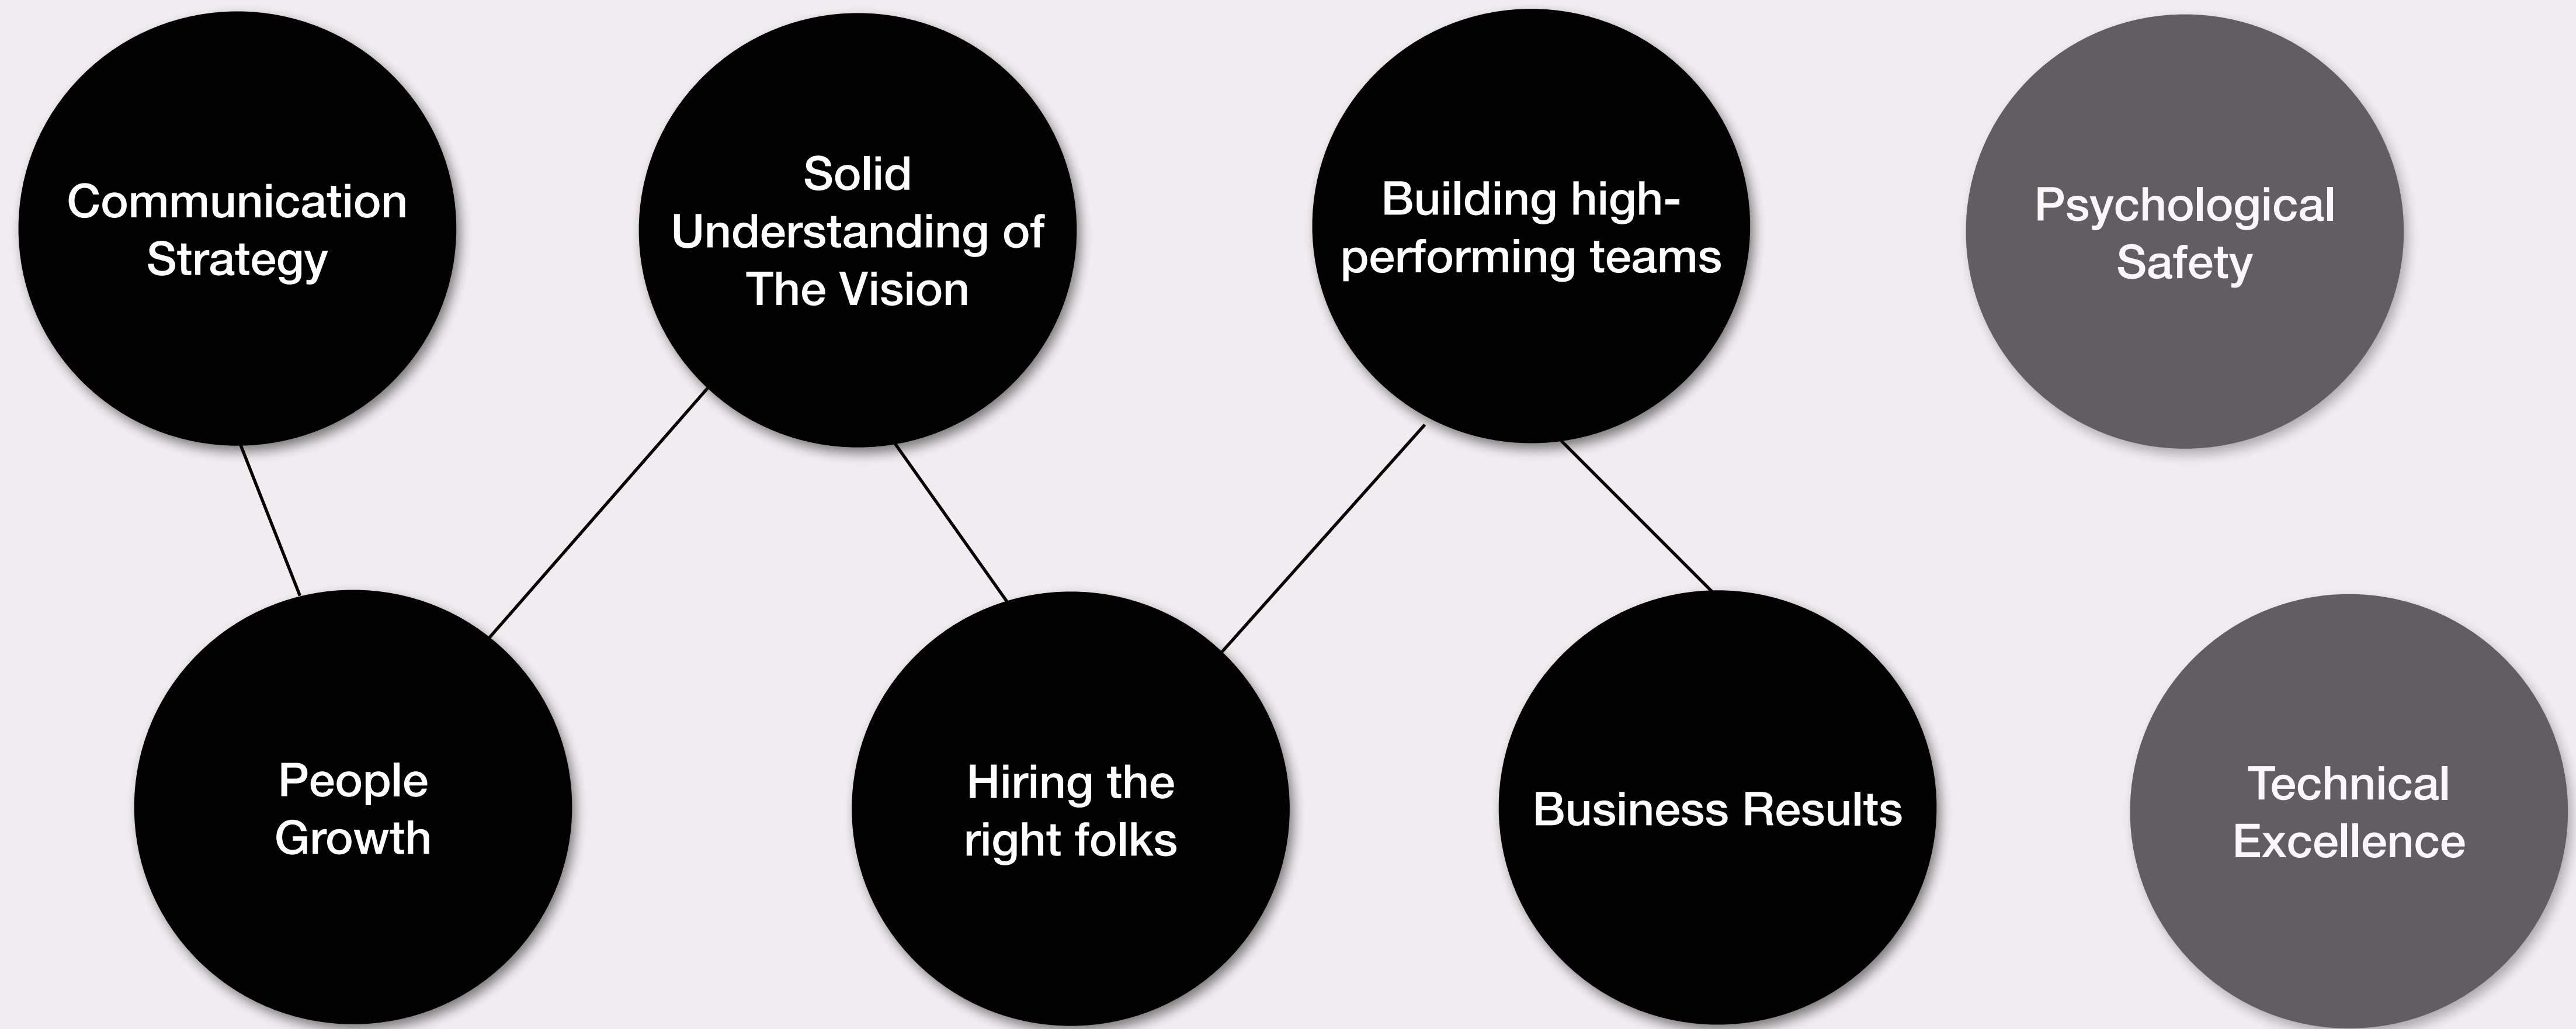 Communication
Strategy
Solid
Understanding of
The Vision
Building high-
performing teams
Psychological
Safety
People
Growth
Hiring the
right folks
Business Results
Technical
Excellence